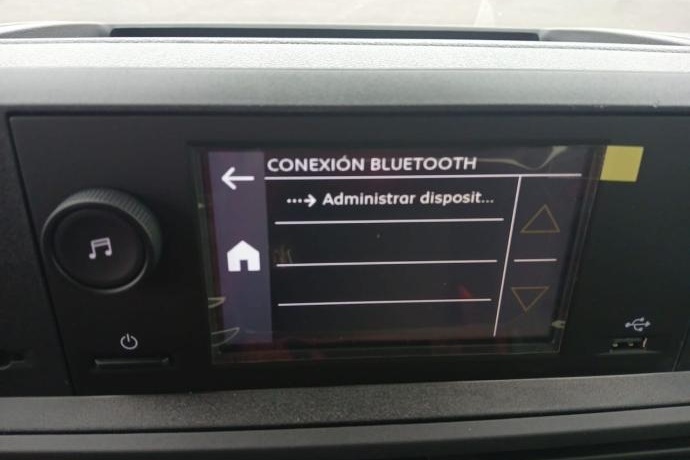 CONEXIÓN BLUETOOTH
Administrar disposit...